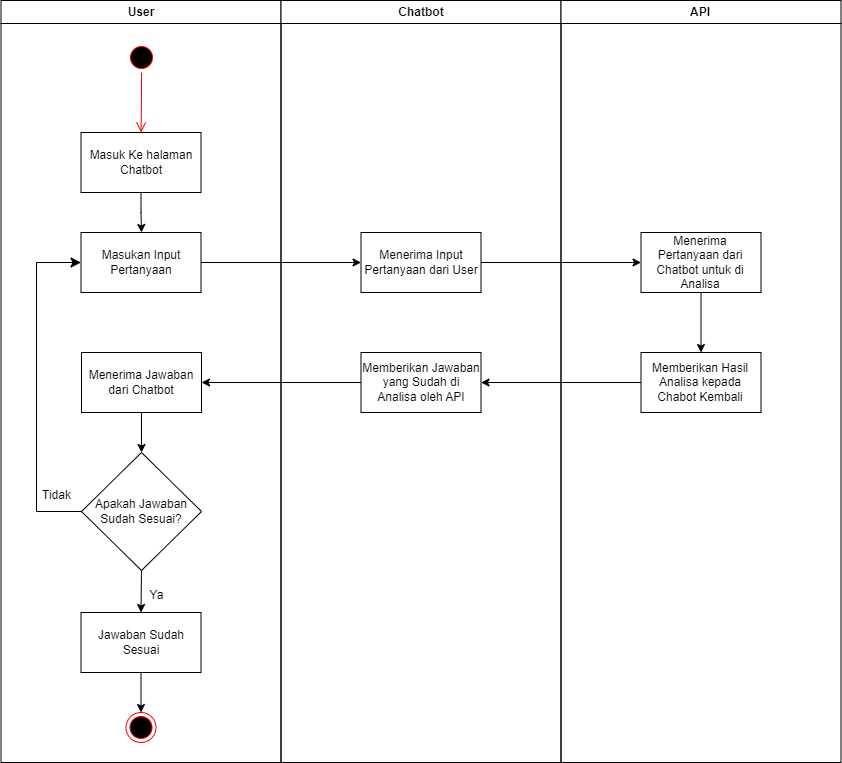 User
Chatbot
API
Masuk Ke halaman
Chatbot
Masukan Input
Pertanyaan
Menerima Input
Pertanyaan dari User
Menerima
Pertanyaan dari
Chatbot untuk di
Analisa
Menerima Jawaban
dari Chatbot
Memberikan Jawaban
yang Sudah di
Analisa oleh API
Memberikan Hasil
Analisa kepada
Chabot Kembali
Tidak
Apakah Jawaban
Sudah Sesuai?
Ya
Jawaban Sudah
Sesuai